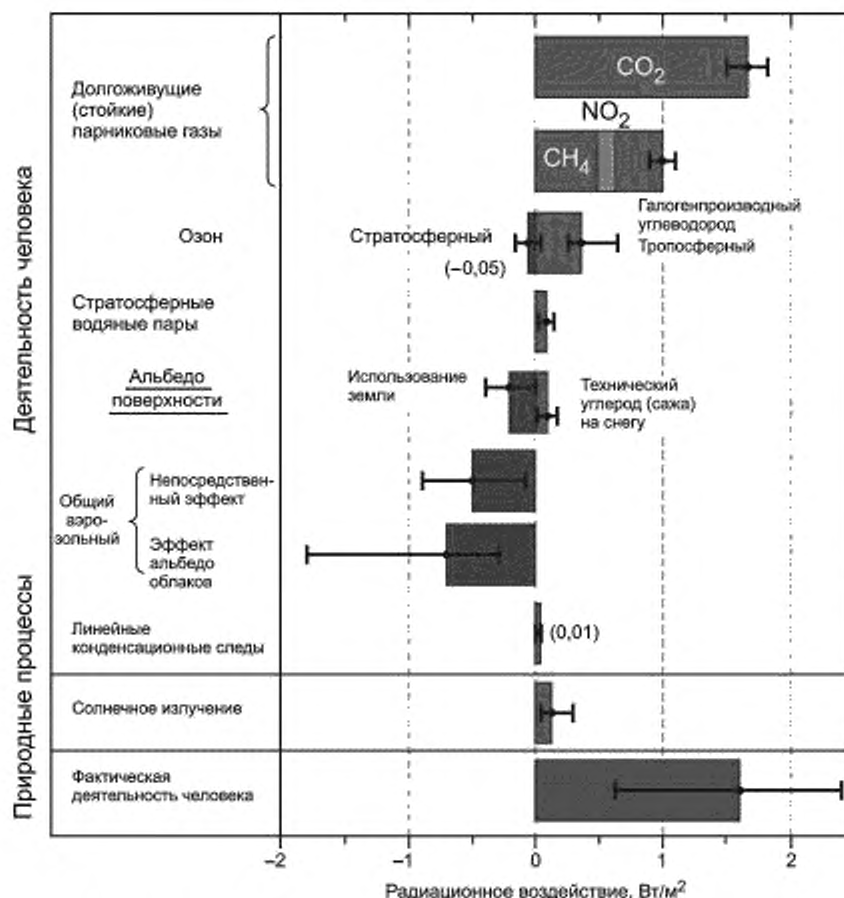 Деятельность человека
Природные процессы
Долгоживущие
(стойкие)
парниковые газы
CO2
NO2
CH4
Галогенпроизводный
углеводород
Озон
Стратосферный
(–0,05)
Тропосферный
Стратосферные
водяные пары
Альбедо
поверхности
Использование
земли
Технический
углерод (сажа)
на снегу
Общий
аэро-
зольный
Непосредствен-
ный эффект
Эффект
альбедо
облаков
Линейные
конденсационные следы
(0,01)
Солнечное излучение
Фактическая
деятельность человека
–2
–1
0
1
2
Радиационное воздействие, Вт/м2